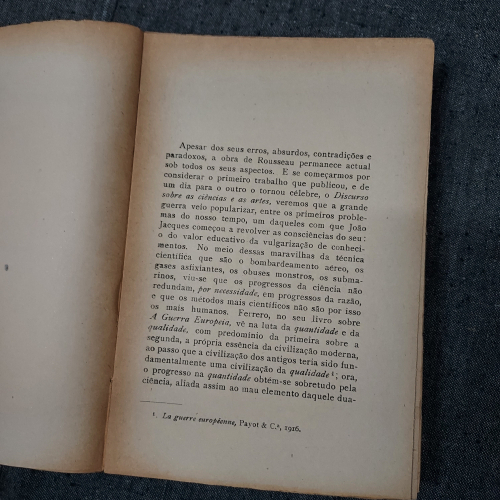 Apesar dos seus erros, absurdos, contradições e
paradoxos, a obra de Rousseau permanece actual
sob todos os seus aspectos. E se começarmos por
considerar o primeiro trabalho que publicou, e de
um dia para o outro o tornou célebre, o Discurso
sobre as ciências e as artes, veremos que a grande
guerra veio popularizar, entre os primeiros proble-
mas do nosso tempo, um daqueles com que João
Jacques começou a revolver as consciências do seu:
o do valor educativo da vulgarização de conheci-
mentos. No meio dessas maravilhas da técnica
científica que são o bombardeamento aéreo, os
gases asfixiantes, os obuses monstros, os subma-
rinos, viu-se que os progressos da ciência não
redundam, por necessidade, em progressos da razão,
e que os métodos mais científicos não são por isso
os mais humanos. Ferrero, no seu livro sobre
A Guerra Europeia, vê na luta da quantidade e da
qualidade, com predomínio da primeira sobre a
segunda, a própria essência da civilização moderna,
ao passo que a civilização dos antigos teria sido fun-
damentalmente uma civilização da qualidade ¹; ora,
o progresso na quantidade obtém-se sobretudo pela
ciência, aliada assim ao mau elemento daquele dua-
¹ La guerre européenne, Payot & C.ª, 1916.